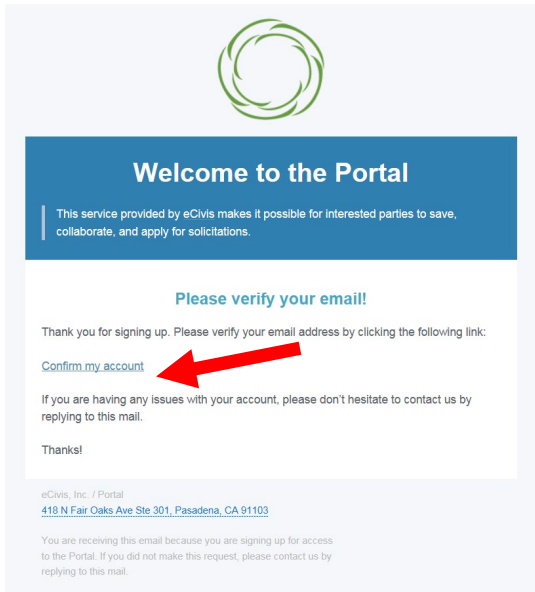 Welcome to the Portal
This service provided by eCivis makes it possible for interested parties to save,
collaborate, and apply for solicitations.
Please verify your email!
Thank you for signing up. Please verify your email address by clicking the following link:
Confirm my account
If you are having any issues with your account, please don't hesitate to contact us by
replying to this mail.
Thanks!
eCivis, Inc. / Portal
418 N Fair Oaks Ave Ste 301, Pasadena, CA 91103
You are receiving this email because you are signing up for access
to the Portal. If you did not make this request, please contact us by
replying to this mail.